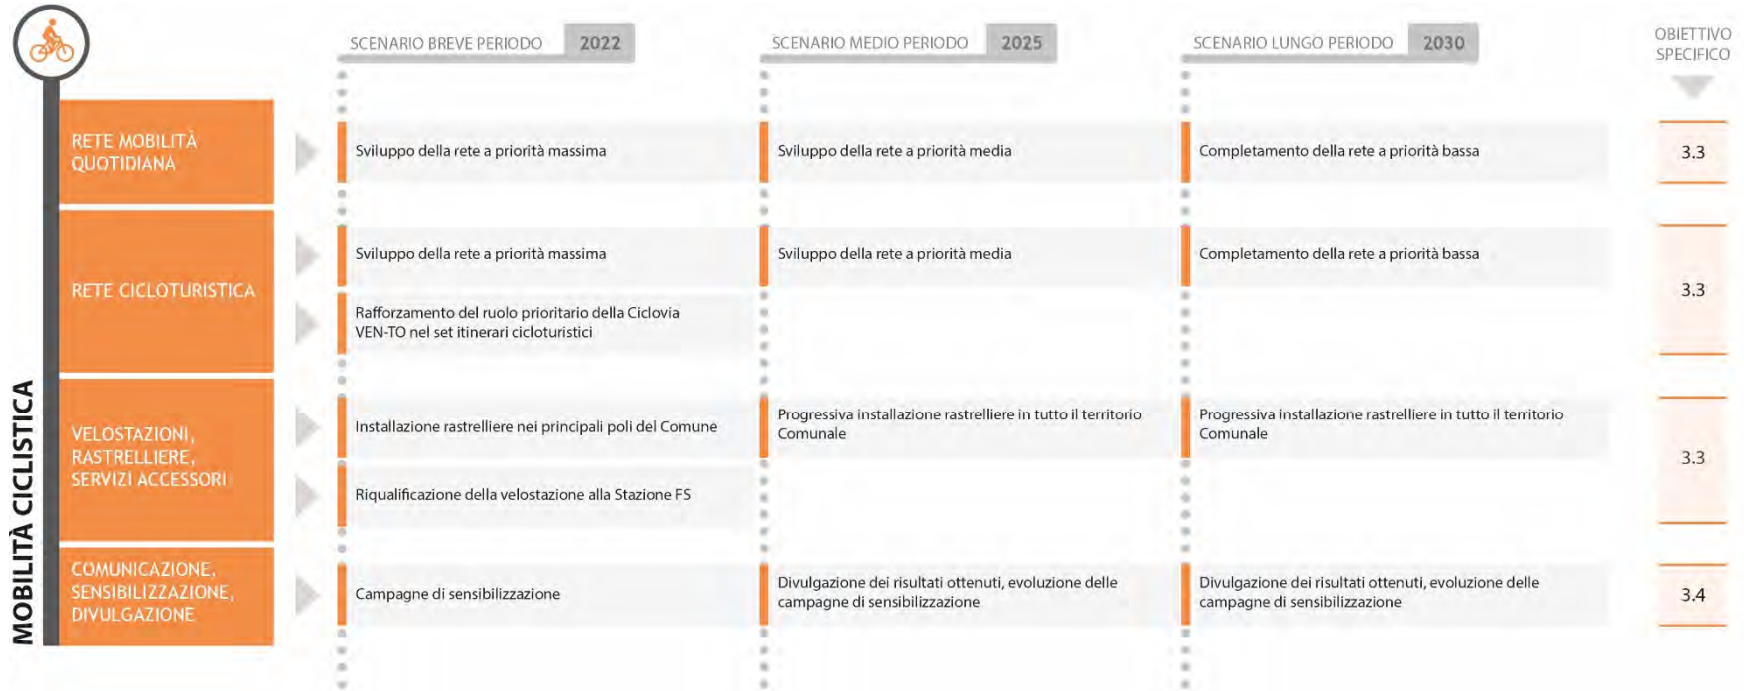 SCENARIO BREVE PERIODO 2022
SCENARIO MEDIO PERIODO 2025
SCENARIO LUNGO PERIODO 2030
OBIETTIVO
SPECIFICO
MOBILITÀ CICLISTICA
RETE MOBILITÀ
QUOTIDIANA
Sviluppo della rete a priorità massima
Sviluppo della rete a priorità media
Completamento della rete a priorità bassa
3.3
RETE CICLOTURISTICA
Sviluppo della rete a priorità massima
Sviluppo della rete a priorità media
Completamento della rete a priorità bassa
Rafforzamento del ruolo prioritario della Ciclovia
VEN-TO nel set itinerari cicloturistici
3.3
VELOSTAZIONI,
RASTRELLIERE,
SERVIZI ACCESSORI
Installazione rastrelliere nei principali poli del Comune
Progressiva installazione rastrelliere in tutto il territorio
Comunale
Progressiva installazione rastrelliere in tutto il territorio
Comunale
Riqualificazione della velostazione alla Stazione FS
3.3
COMUNICAZIONE,
SENSIBILIZZAZIONE,
DIVULGAZIONE
Campagne di sensibilizzazione
Divulgazione dei risultati ottenuti, evoluzione delle
campagne di sensibilizzazione
Divulgazione dei risultati ottenuti, evoluzione delle
campagne di sensibilizzazione
3.4